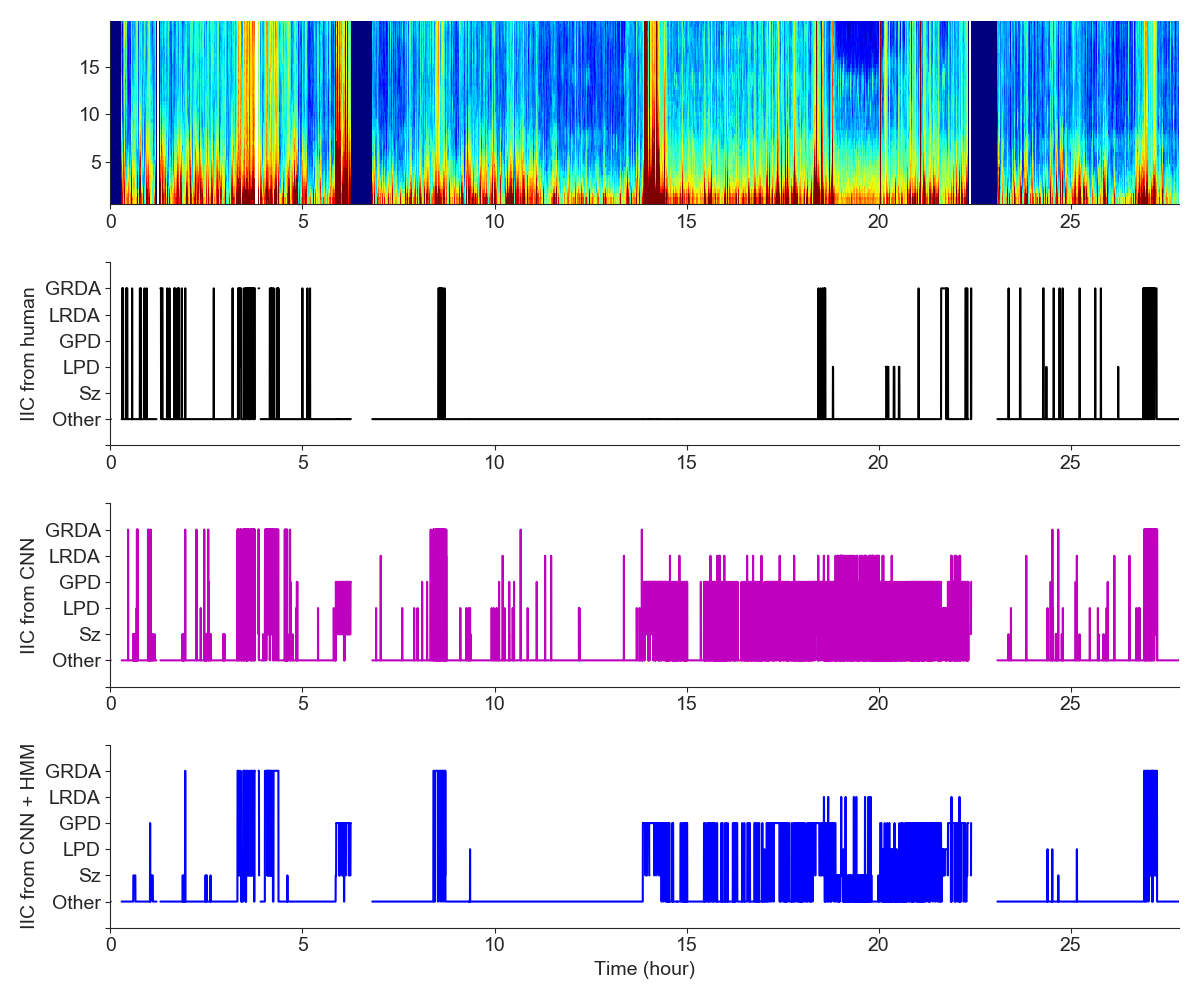 15
10
5
0 5 10 15 20 25
IIC from human
GRDA
LRDA
GPD
LPD
Sz
Other
0 5 10 15 20 25
IIC from CNN
GRDA
LRDA
GPD
LPD
Sz
Other
0 5 10 15 20 25
IIC from CNN + HMM
GRDA
LRDA
GPD
LPD
Sz
Other
0 5 10 15 20 25
Time (hour)